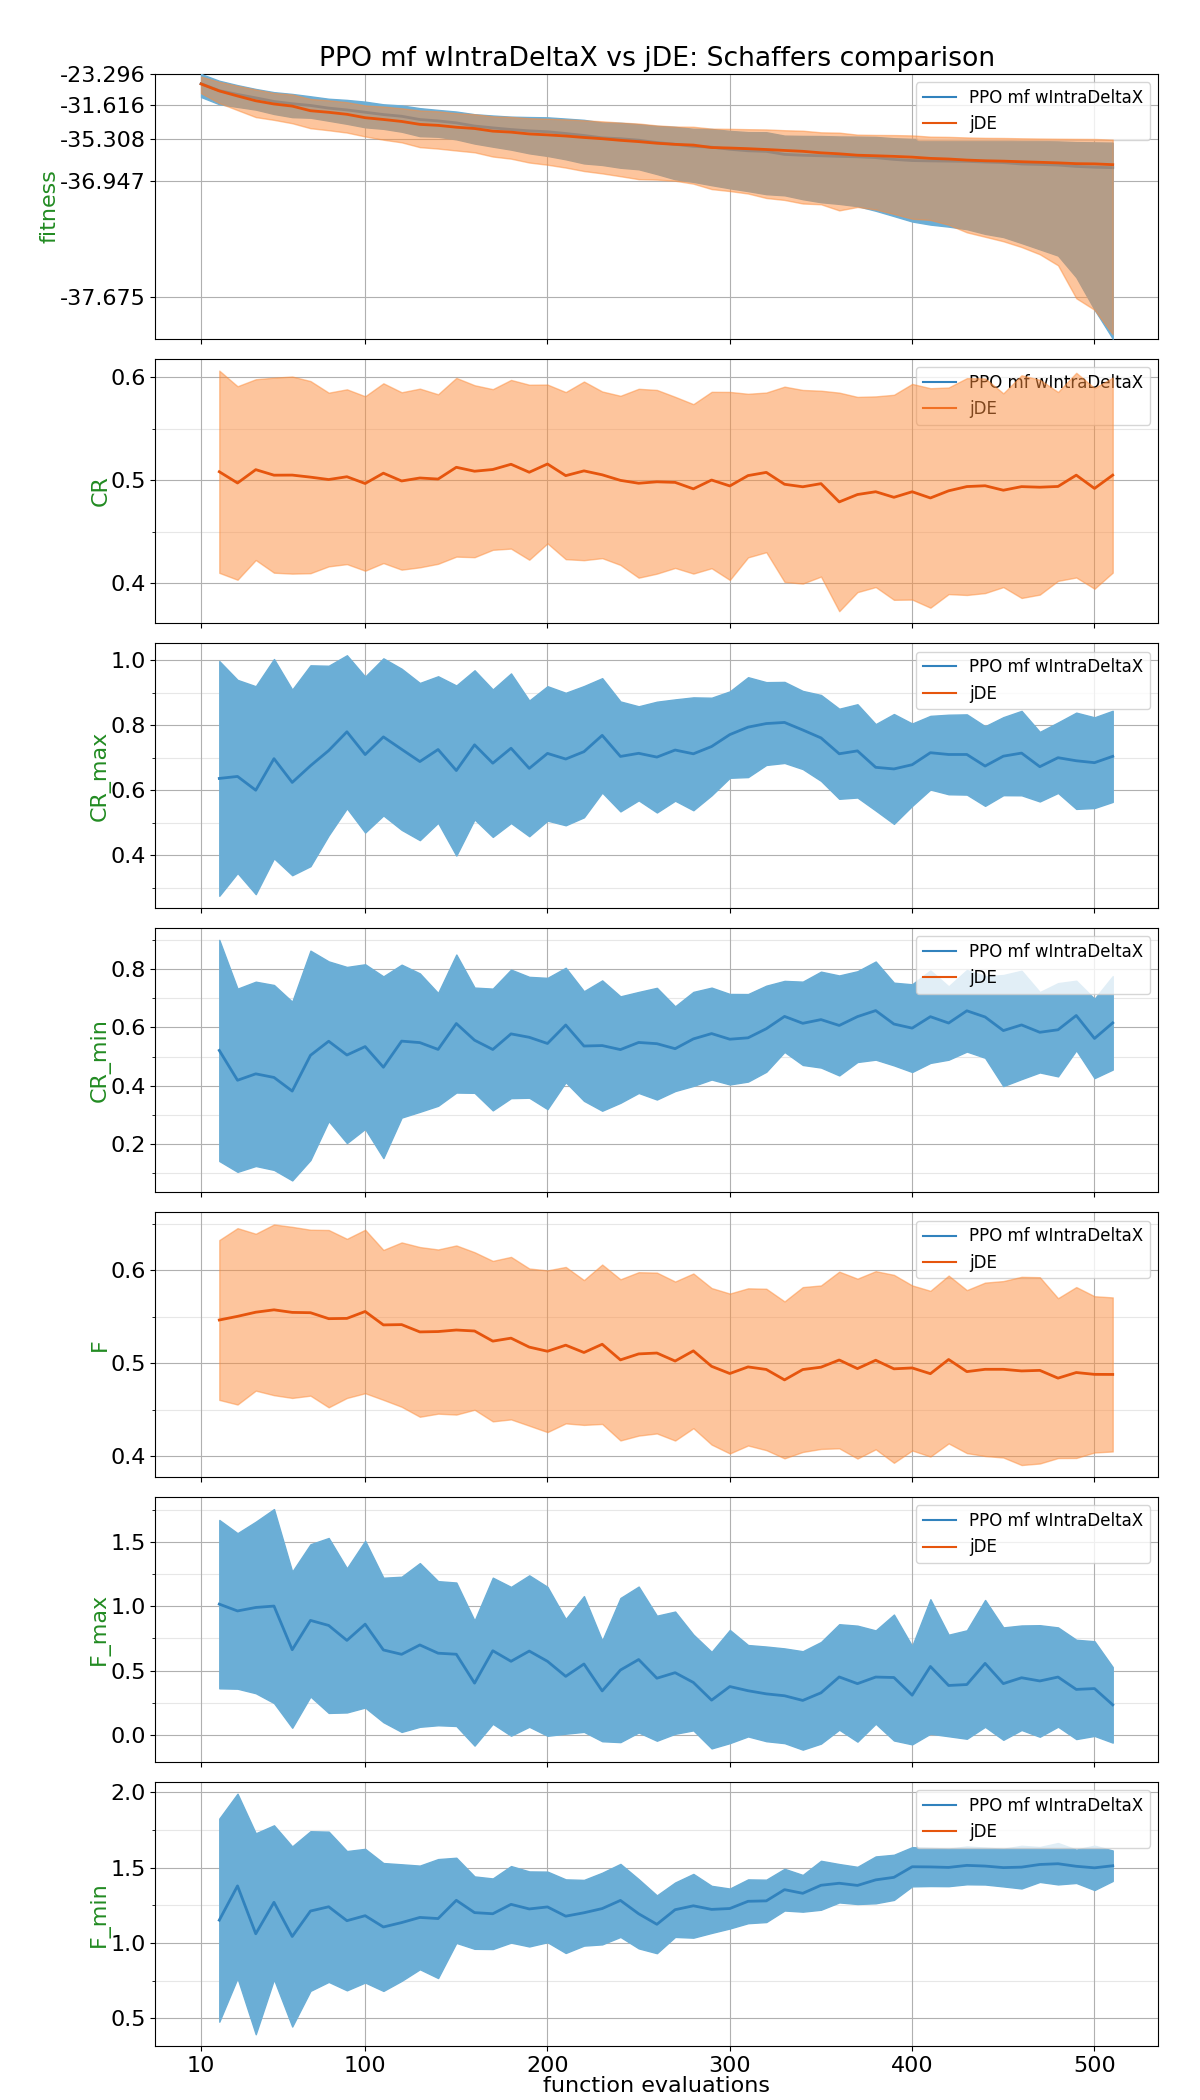 PPO mf wIntraDeltaX vs jDE: Schaffers comparison
-23.296
-31.616
-35.308
-36.947
-37.675
fitness
PPO mf wIntraDeltaX
jDE
0.6
0.5
0.4
CR
PPO mf wIntraDeltaX
jDE
1.0
0.8
0.6
0.4
CR_max
PPO mf wIntraDeltaX
jDE
0.8
0.6
0.4
0.2
CR_min
PPO mf wIntraDeltaX
jDE
0.6
0.5
0.4
F
PPO mf wIntraDeltaX
jDE
1.5
1.0
0.5
0.0
F_max
PPO mf wIntraDeltaX
jDE
2.0
1.5
1.0
0.5
F_min
PPO mf wIntraDeltaX
jDE
10 100 200 300 400 500
function evaluations